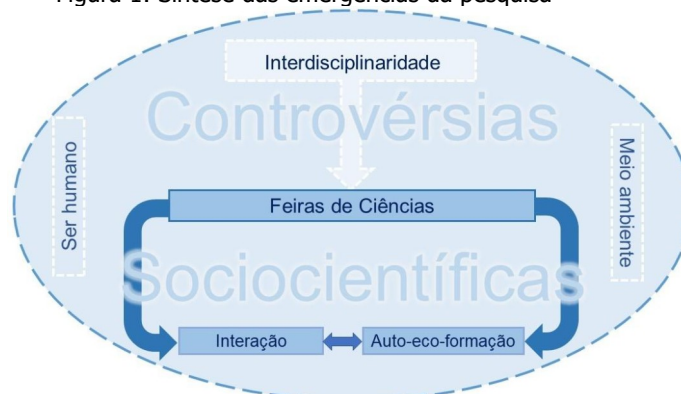 Figura 1: Síntese das emergências da pesquisa
Interdisciplinaridade
Controvérsias
Ser humano
Meio ambiente
Feiras de Ciências
Sociocientíficas
Interação
Auto-eco-formação